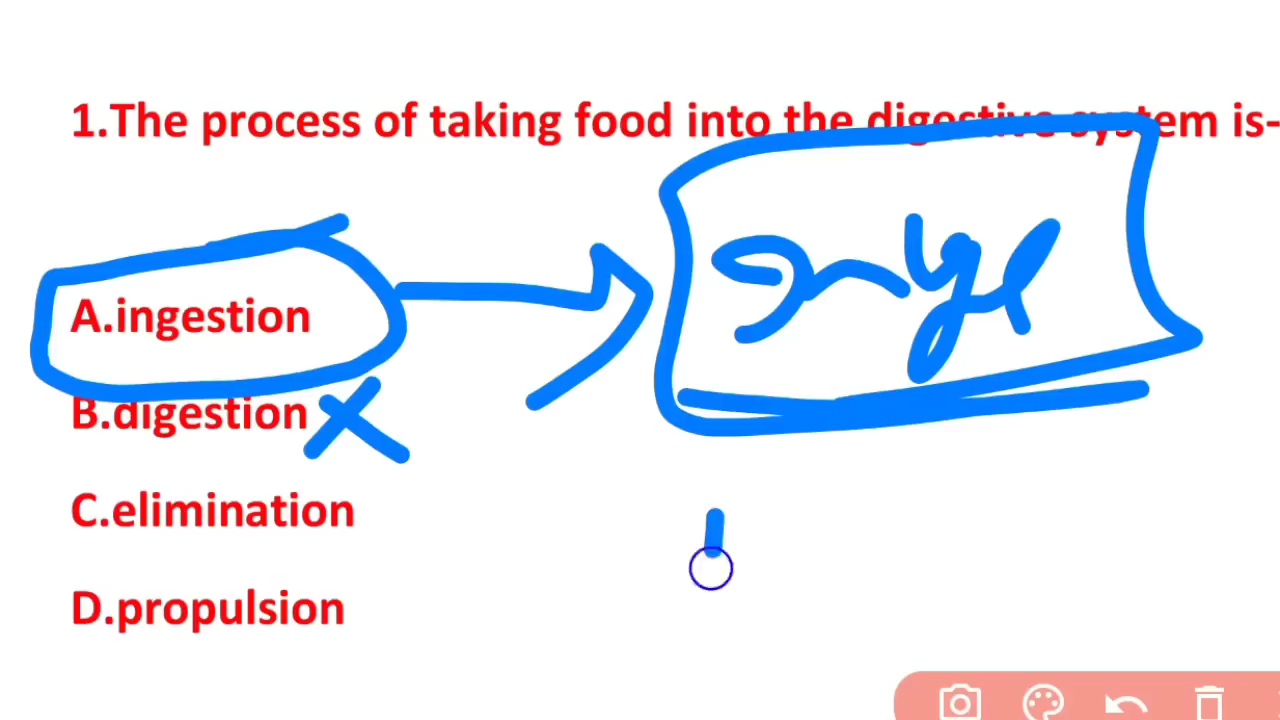 1.The process of taking food into the digestive system is-
A.ingestion
B.digestion
C.elimination
D.propulsion